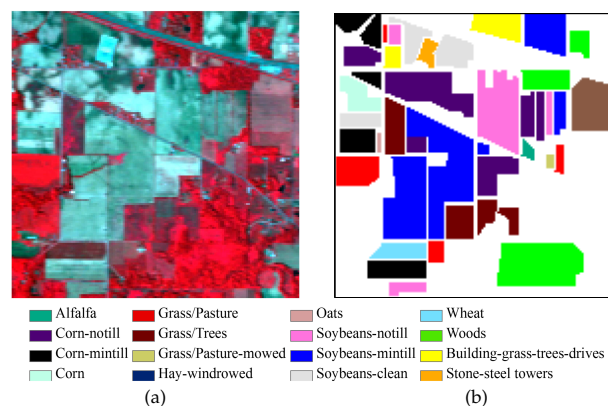 Alfalfa Grass/Pasture Oats Wheat
Corn-notill Grass/Trees Soybeans-notill Woods
Corn-mintill Grass/Pasture-mowed Soybeans-mintill Building-grass-trees-drives
Corn Hay-windrowed Soybeans-clean Stone-steel towers
(a) (b)